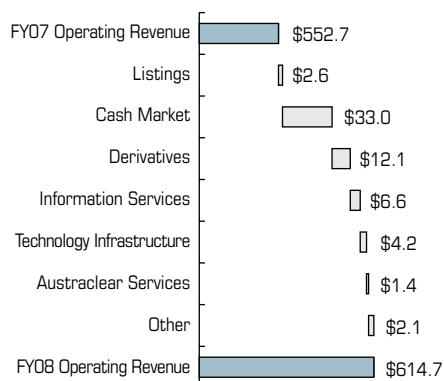 FY07 Operating Revenue $552.7
Listings $2.6
Cash Market $33.0
Derivatives $12.1
Information Services $6.6
Technology Infrastructure $4.2
Austraclear Services $1.4
Other $2.1
FY08 Operating Revenue $614.7